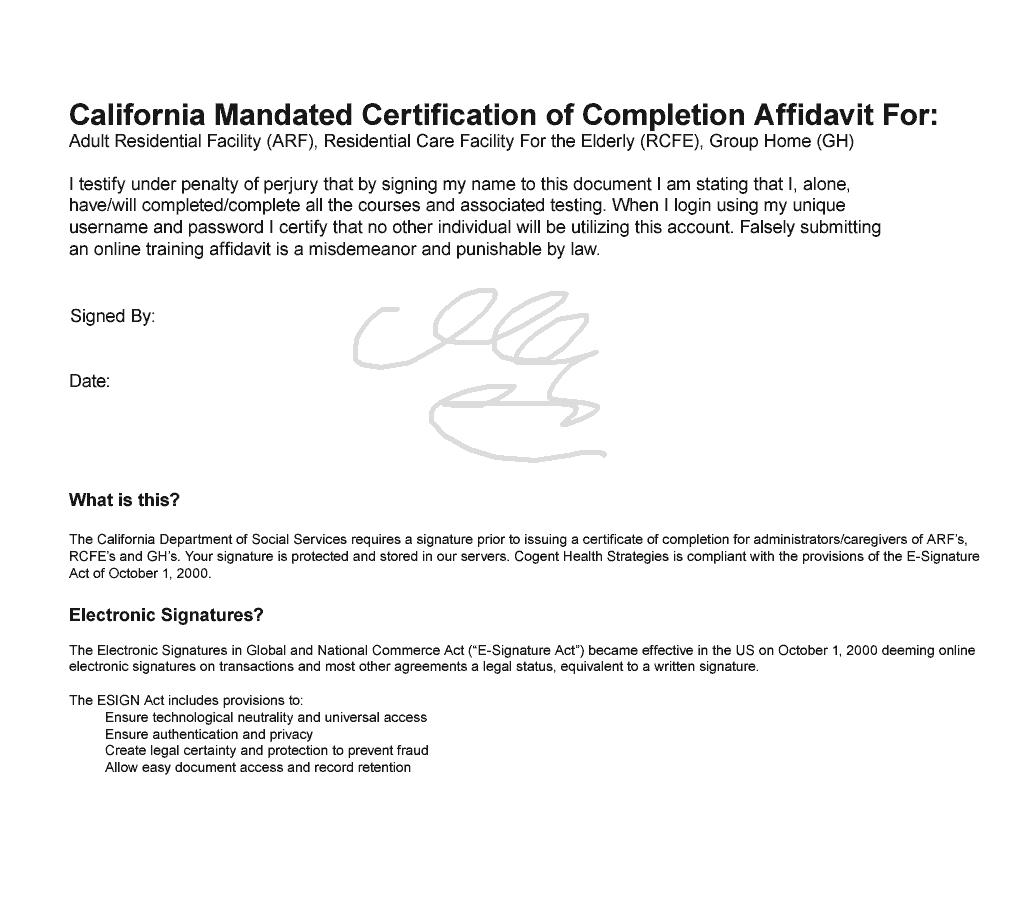 California Mandated Certification of Completion Affidavit For:
Adult Residential Facility (ARF), Residential Care Facility For the Elderly (RCFE), Group Home (GH)
I testify under penalty of perjury that by signing my name to this document I am stating that I, alone,
have/will completed/complete all the courses and associated testing. When I login using my unique
username and password I certify that no other individual will be utilizing this account. Falsely submitting
an online training affidavit is a misdemeanor and punishable by law.
Signed By:
Date:
What is this?
The California Department of Social Services requires a signature prior to issuing a certificate of completion for administrators/caregivers of ARF’s,
RCFE’s and GH’s. Your signature is protected and stored in our servers. Cogent Health Strategies is compliant with the provisions of the E-Signature
Act of October 1, 2000.
Electronic Signatures?
The Electronic Signatures in Global and National Commerce Act (“E-Signature Act”) became effective in the US on October 1, 2000 deeming online
electronic signatures on transactions and most other agreements a legal status, equivalent to a written signature.
The ESIGN Act includes provisions to:
Ensure technological neutrality and universal access
Ensure authentication and privacy
Create legal certainty and protection to prevent fraud
Allow easy document access and record retention